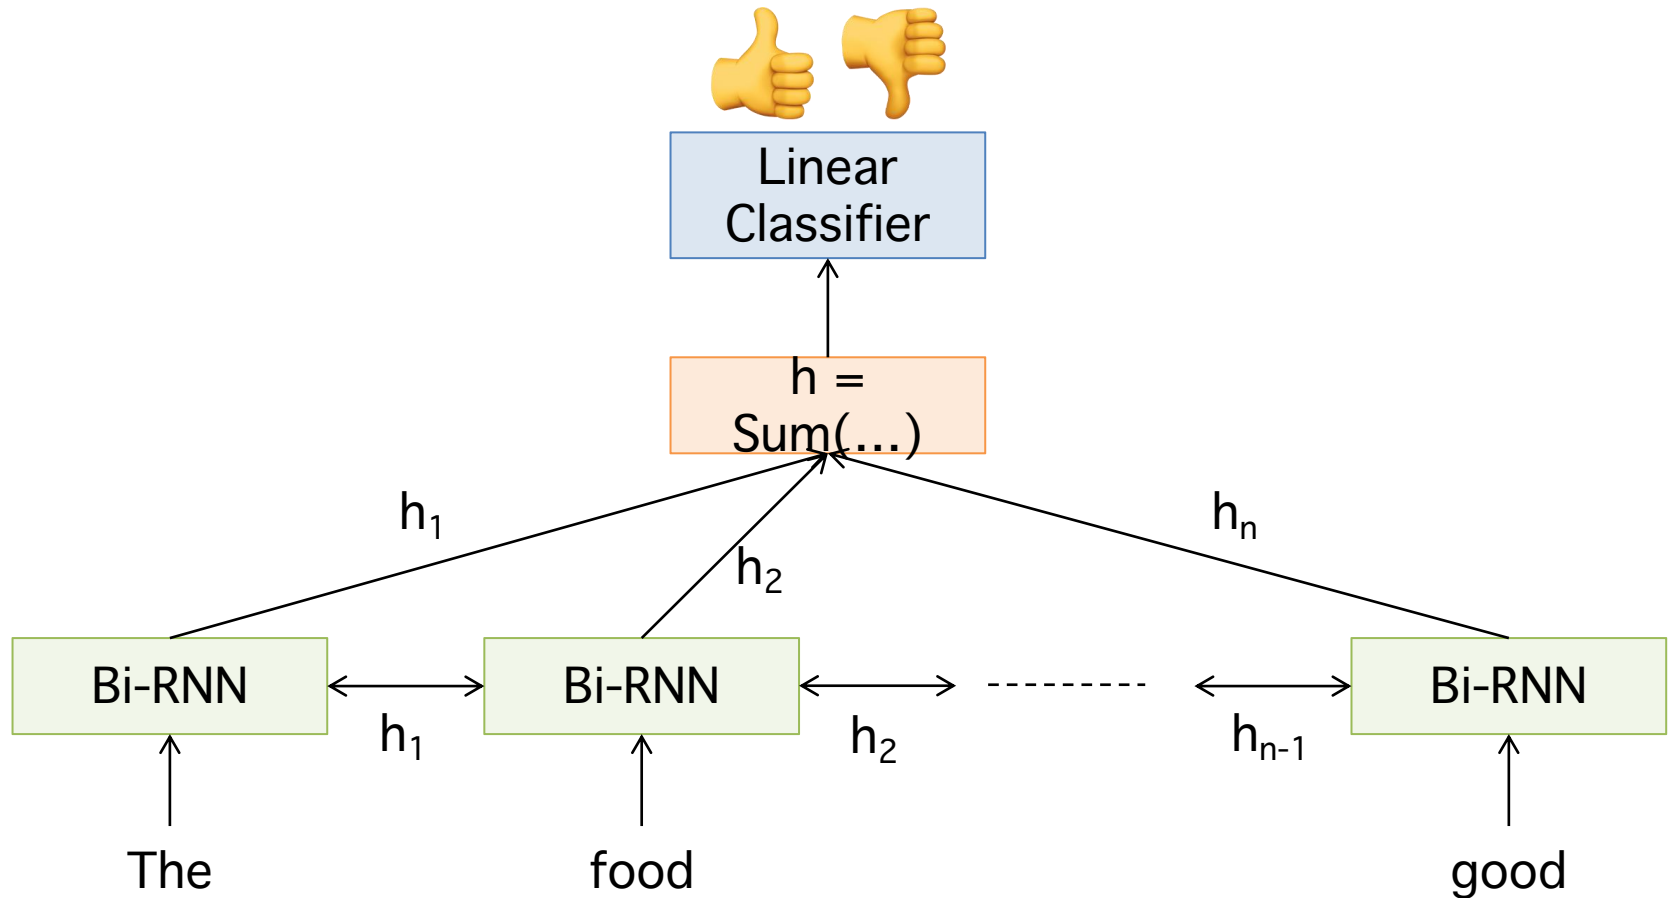 Linear
Classifier
h =
Sum(...)
h₁
h₂
hₙ
Bi-RNN
Bi-RNN
Bi-RNN
h₁
h₂
hₙ₋₁
The
food
good